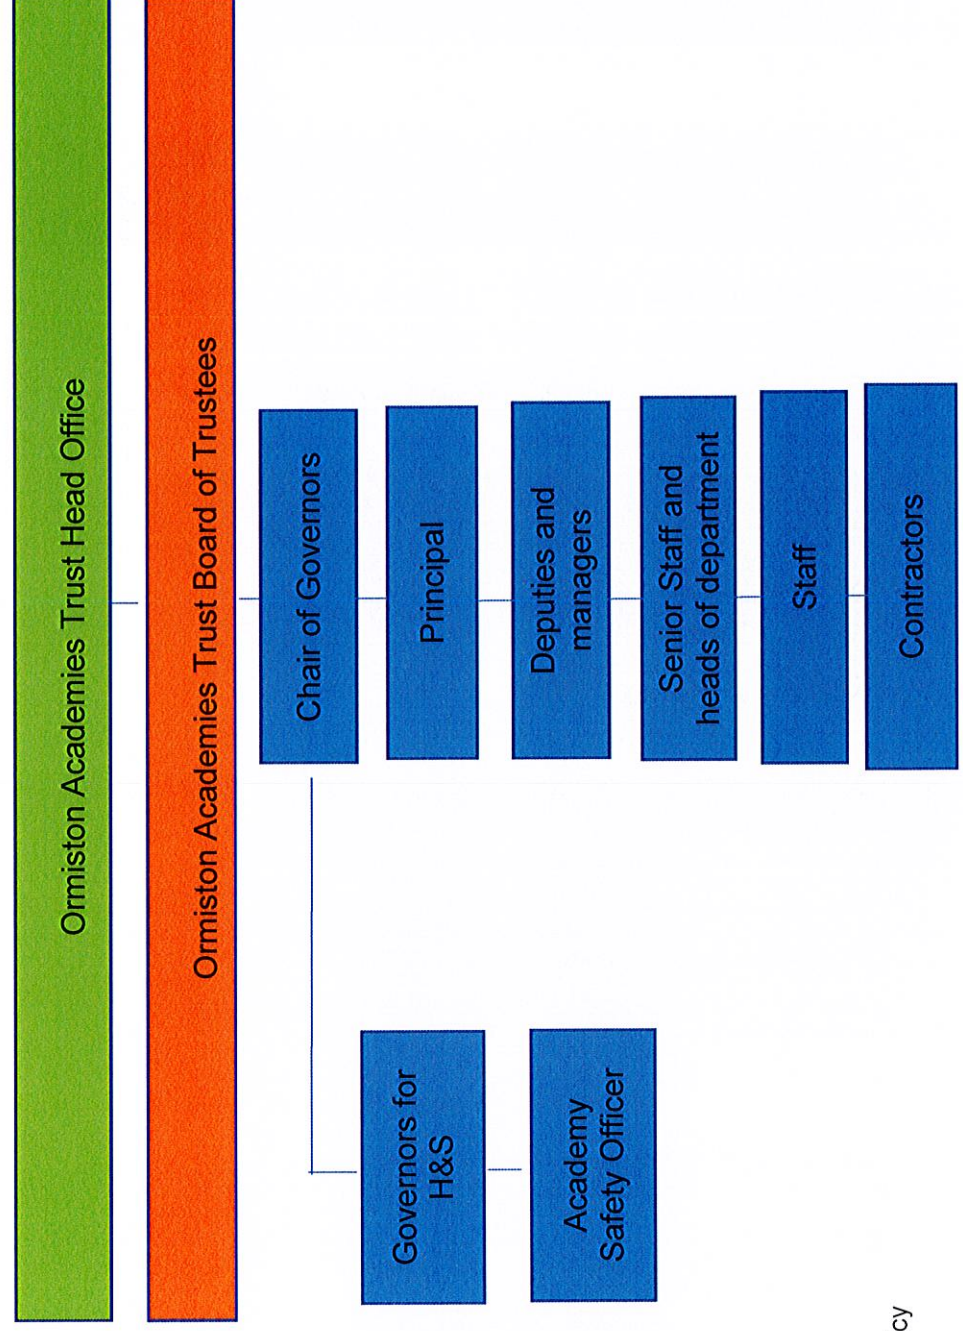 Ormiston Academies Trust Head Office
Ormiston Academies Trust Board of Trustees
Chair of Governors
Principal
Deputies and
managers
Senior Staff and
heads of department
Staff
Contractors
Governors for
H&S
Academy
Safety Officer
cy